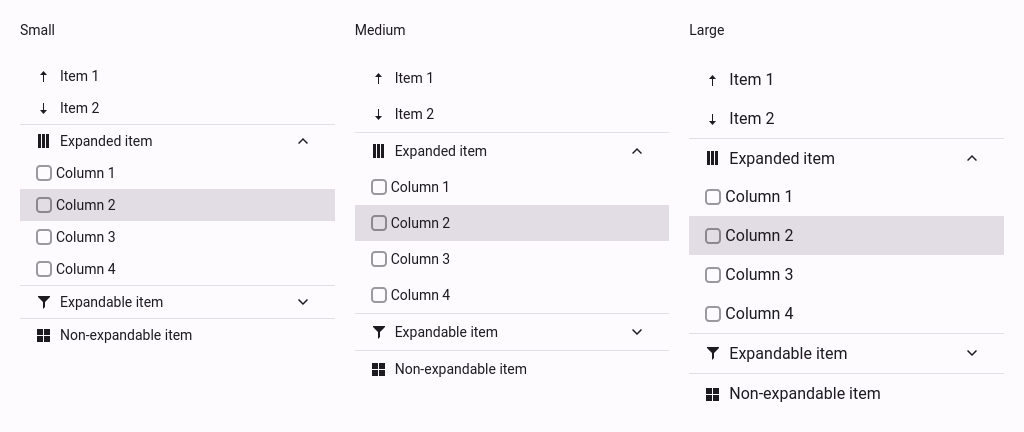 Small
Item 1
Item 2
Expanded item
Column 1
Column 2
Column 3
Column 4
Expandable item
Non-expandable item
Medium
Item 1
Item 2
Expanded item
Column 1
Column 2
Column 3
Column 4
Expandable item
Non-expandable item
Large
Item 1
Item 2
Expanded item
Column 1
Column 2
Column 3
Column 4
Expandable item
Non-expandable item